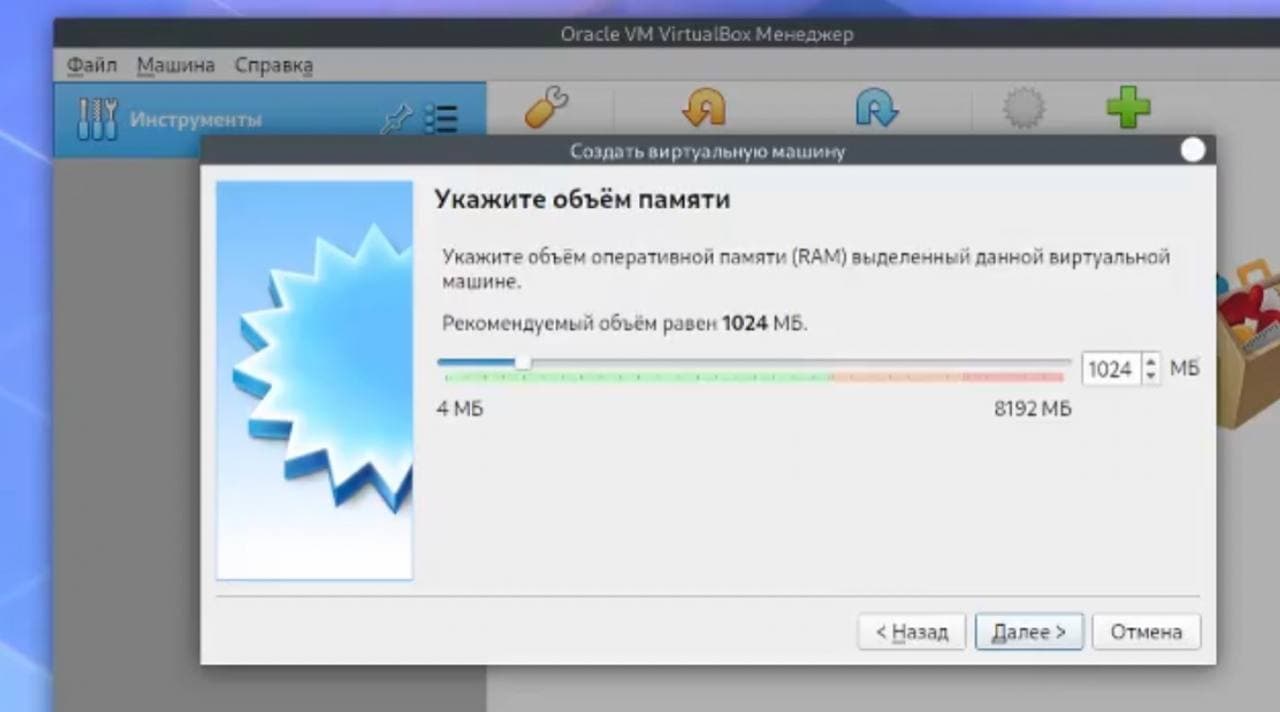 Oracle VM VirtualBox Менеджер
Файл Машина Справка
Инструменты
Создать виртуальную машину
Укажите объём памяти
Укажите объём оперативной памяти (RAM) выделенный данной виртуальной
машине.
Рекомендуемый объём равен 1024 МБ.
1024 МБ
4 МБ 8192 МБ
< Назад Далее > Отмена